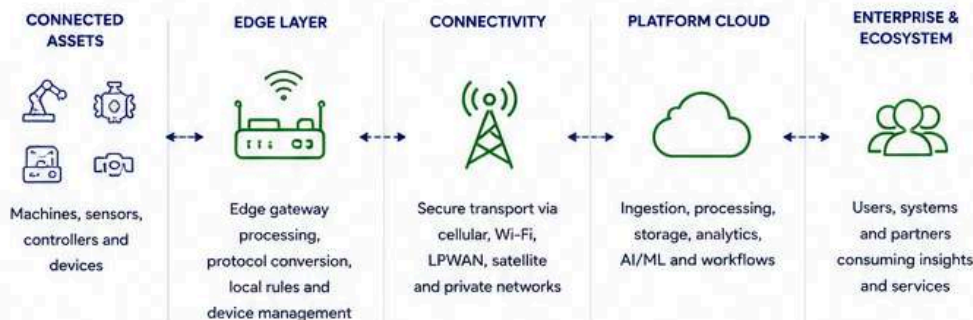 CONNECTED
ASSETS
Machines, sensors,
controllers and
devices
EDGE LAYER
Edge gateway
processing,
protocol conversion,
local rules and
device management
CONNECTIVITY
Secure transport via
cellular, Wi-Fi,
LPWAN, satellite
and private networks
PLATFORM CLOUD
Ingestion, processing,
storage, analytics,
AI/ML and workflows
ENTERPRISE &
ECOSYSTEM
Users, systems
and partners
consuming insights
and services